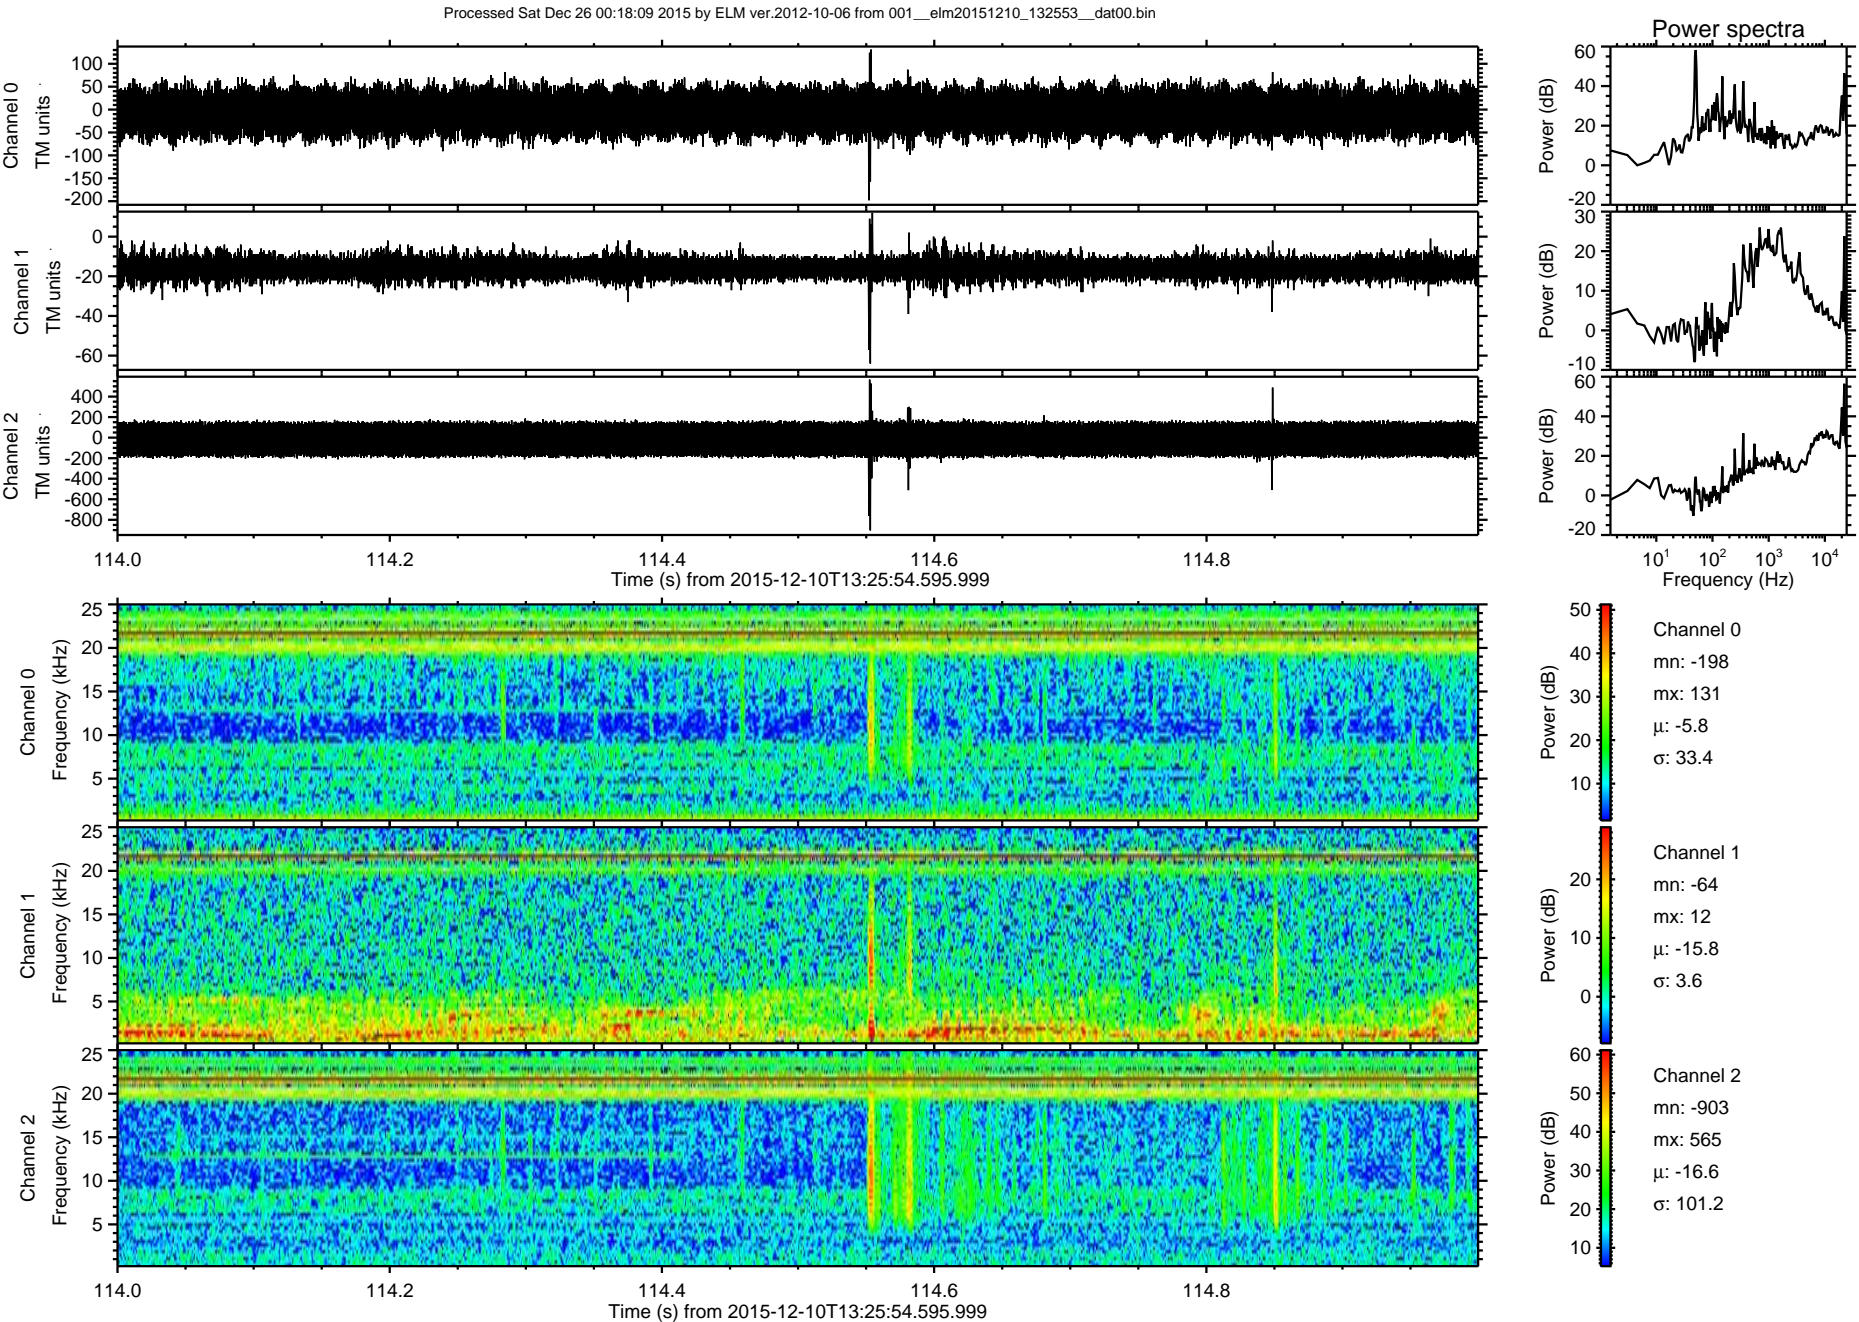 Processed Sat Dec 26 00:18:09 2015 by ELM ver.2012-10-06 from 001__elm20151210_132553__dat00.bin
Power spectra
Channel 0
TM units
100
50
0
-50
-100
-150
-200
Power (dB)
60
40
20
0
-20
Channel 1
TM units
0
-20
-40
-60
Power (dB)
30
20
10
0
-10
Channel 2
TM units
400
200
0
-200
-400
-600
-800
Power (dB)
60
40
20
0
-20
114.0 114.2 114.4 114.6 114.8
Time (s) from 2015-12-10T13:25:54.595.999
10^1 10^2 10^3 10^4
Frequency (Hz)
Channel 0
Frequency (kHz)
25
20
15
10
5
Power (dB)
50
40
30
20
10
Channel 0
mn: -198
mx: 131
µ: -5.8
σ: 33.4
Channel 1
Frequency (kHz)
25
20
15
10
5
Power (dB)
20
10
0
Channel 1
mn: -64
mx: 12
µ: -15.8
σ: 3.6
Channel 2
Frequency (kHz)
25
20
15
10
5
Power (dB)
60
50
40
30
20
10
Channel 2
mn: -903
mx: 565
µ: -16.6
σ: 101.2
114.0 114.2 114.4 114.6 114.8
Time (s) from 2015-12-10T13:25:54.595.999